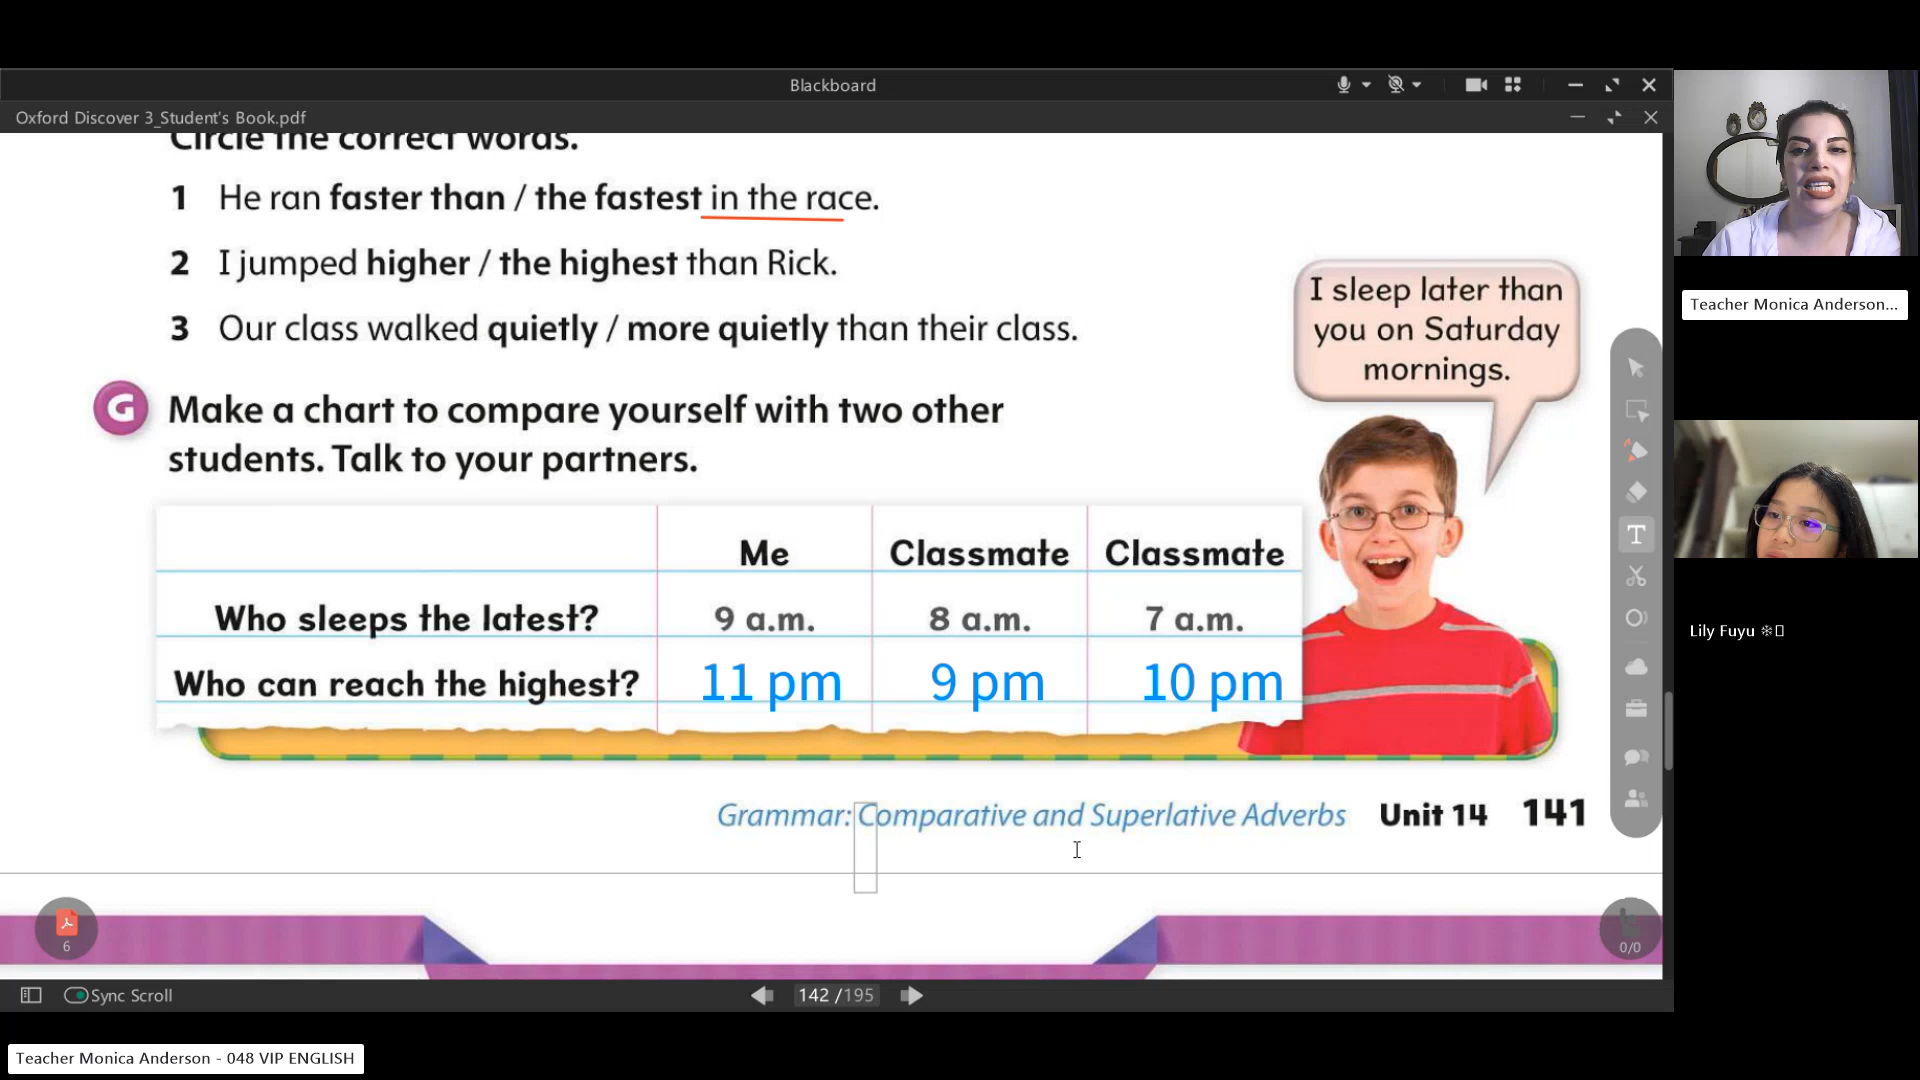 Blackboard
Oxford Discover 3_Student's Book.pdf
Circle the correct words.
1 He ran faster than / the fastest in the race.
2 I jumped higher / the highest than Rick.
3 Our class walked quietly / more quietly than their class.
I sleep later than
you on Saturday
mornings.
G Make a chart to compare yourself with two other
students. Talk to your partners.
Me Classmate Classmate
Who sleeps the latest? 9 a.m. 8 a.m. 7 a.m.
Who can reach the highest? 11 pm 9 pm 10 pm
Grammar: Comparative and Superlative Adverbs Unit 14 141
6
0/0
Sync Scroll
142 /195
Teacher Monica Anderson - 048 VIP ENGLISH
Teacher Monica Anderson...
Lily Fuyu ❄
T